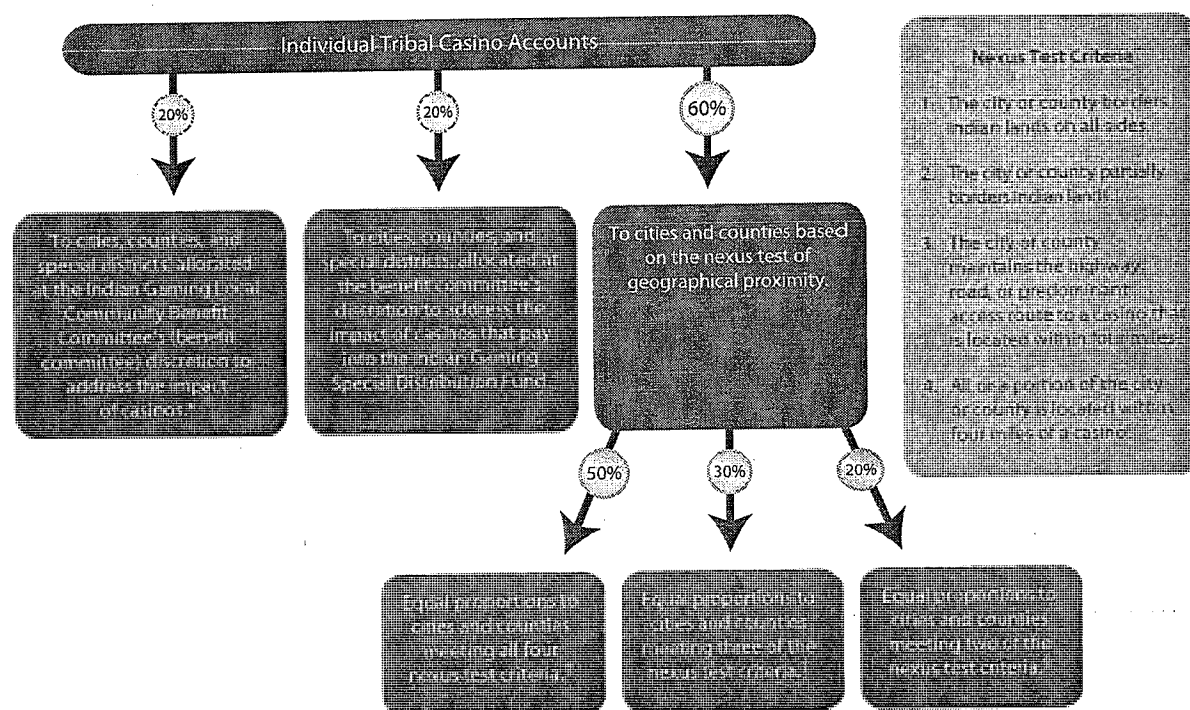 Individual Tribal Casino Accounts
20%
20%
60%
To cities, counties, and
special districts, allocated
at the Indian Gaming Local
Community Benefit
Committee's (benefit
committee) discretion to
address the impact
of casinos.*
To cities, counties, and
special districts, allocated at
the benefit committee's
discretion to address the
impact of casinos that pay
into the Indian Gaming
Special Distribution Fund
To cities and counties based
on the nexus test of
geographical proximity.
50%
30%
20%
Equal proportions to
cities and counties
meeting all four
nexus test criteria.
Equal proportions to
cities and counties
meeting three of the
nexus test criteria.
Equal proportions to
cities and counties
meeting two of the
nexus test criteria.
Nexus Test Criteria
1. The city or county borders
Indian lands on all sides.
2. The city or county partially
borders Indian land.
3. The city or county
maintains the highway,
road, or predominant
access route to a casino that
is located within four miles.
4. All or a portion of the city
or county is located within
four miles of a casino.